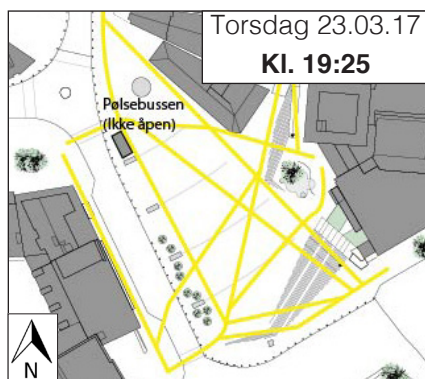 Torsdag 23.03.17
Kl. 19:25
Pølsebussen
(Ikke åpen)
N